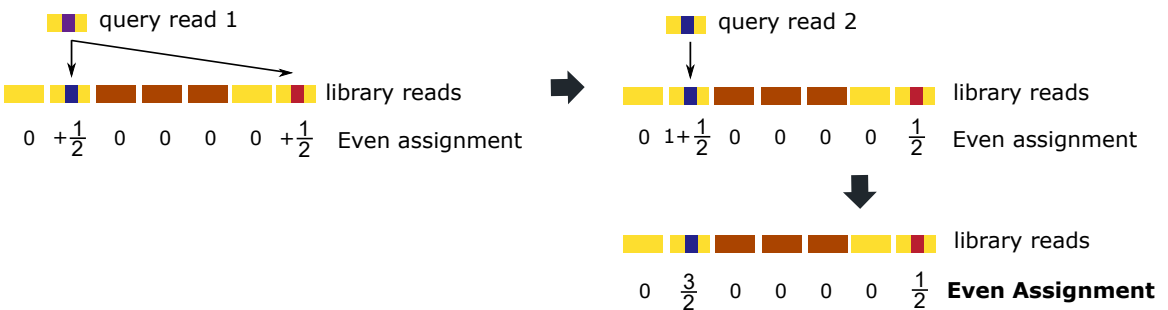 query read 1
library reads
0 +1/2 0 0 0 0 +1/2 Even assignment
query read 2
library reads
0 1+1/2 0 0 0 0 1/2 Even assignment
library reads
0 3/2 0 0 0 0 1/2 Even Assignment